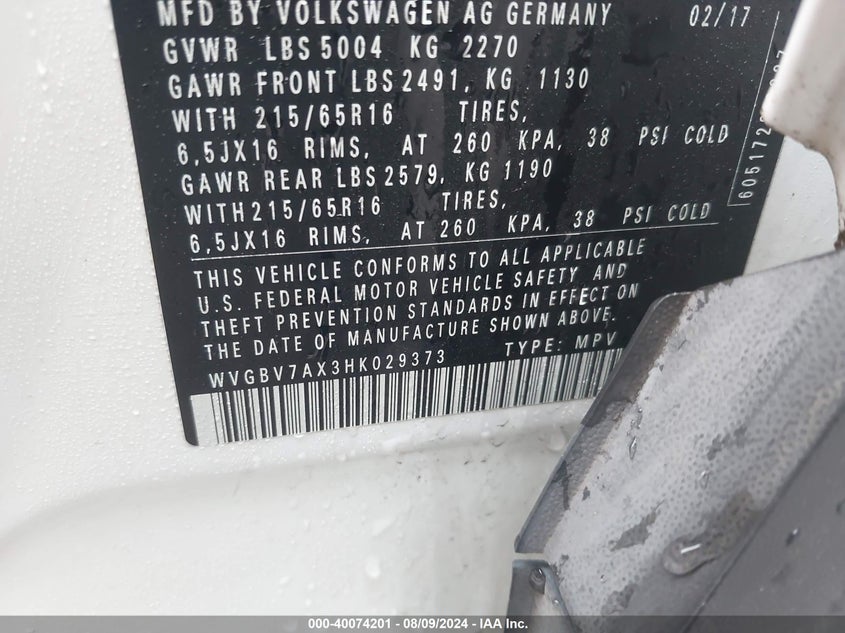 MFD BY VOLKSWAGEN AG GERMANY 02/17
GVWR LBS 5004 KG 2270
GAWR FRONT LBS 2491, KG 1130
WITH 215/65R16 TIRES,
6,5JX16 RIMS, AT 260 KPA, 38 PSI COLD
GAWR REAR LBS 2579, KG 1190
WITH 215/65R16 TIRES,
6,5JX16 RIMS, AT 260 KPA, 38 PSI COLD
THIS VEHICLE CONFORMS TO ALL APPLICABLE
U.S. FEDERAL MOTOR VEHICLE SAFETY AND
THEFT PREVENTION STANDARDS IN EFFECT ON
THE DATE OF MANUFACTURE SHOWN ABOVE.
WVGBV7AX3HK029373 TYPE: MPV
000-40074201 - 08/09/2024 - IAA Inc.